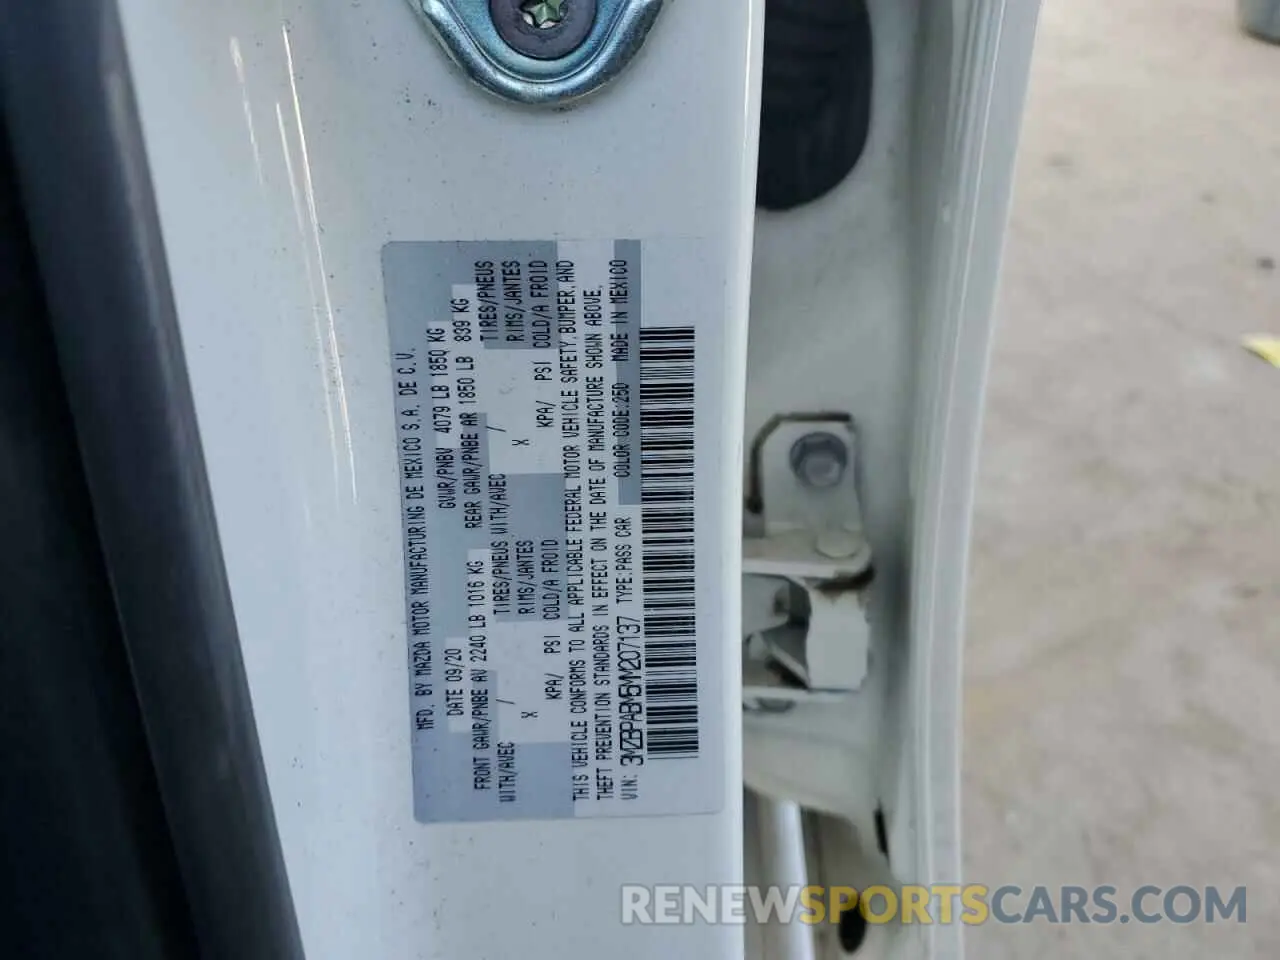 MFD. BY MAZDA MOTOR MANUFACTURING DE MEXICO S.A. DE C.V.
DATE 09/20 GVWR/PNBV 4079 LB 1850 KG
FRONT GAWR/PNBE AV 2240 LB 1016 KG REAR GAWR/PNBE AR 1850 LB 839 KG
WITH/AVEC / TIRES/PNEUS WITH/AVEC / TIRES/PNEUS
X RIMS/JANTES X RIMS/JANTES
KPA/ PSI COLD/A FROID KPA/ PSI COLD/A FROID
THIS VEHICLE CONFORMS TO ALL APPLICABLE FEDERAL MOTOR VEHICLE SAFETY, BUMPER, AND
THEFT PREVENTION STANDARDS IN EFFECT ON THE DATE OF MANUFACTURE SHOWN ABOVE.
VIN: 3MZBPABM5MM207137 TYPE:PASS CAR COLOR CODE:25D MADE IN MEXICO
RENEWSPORTSCARS.COM